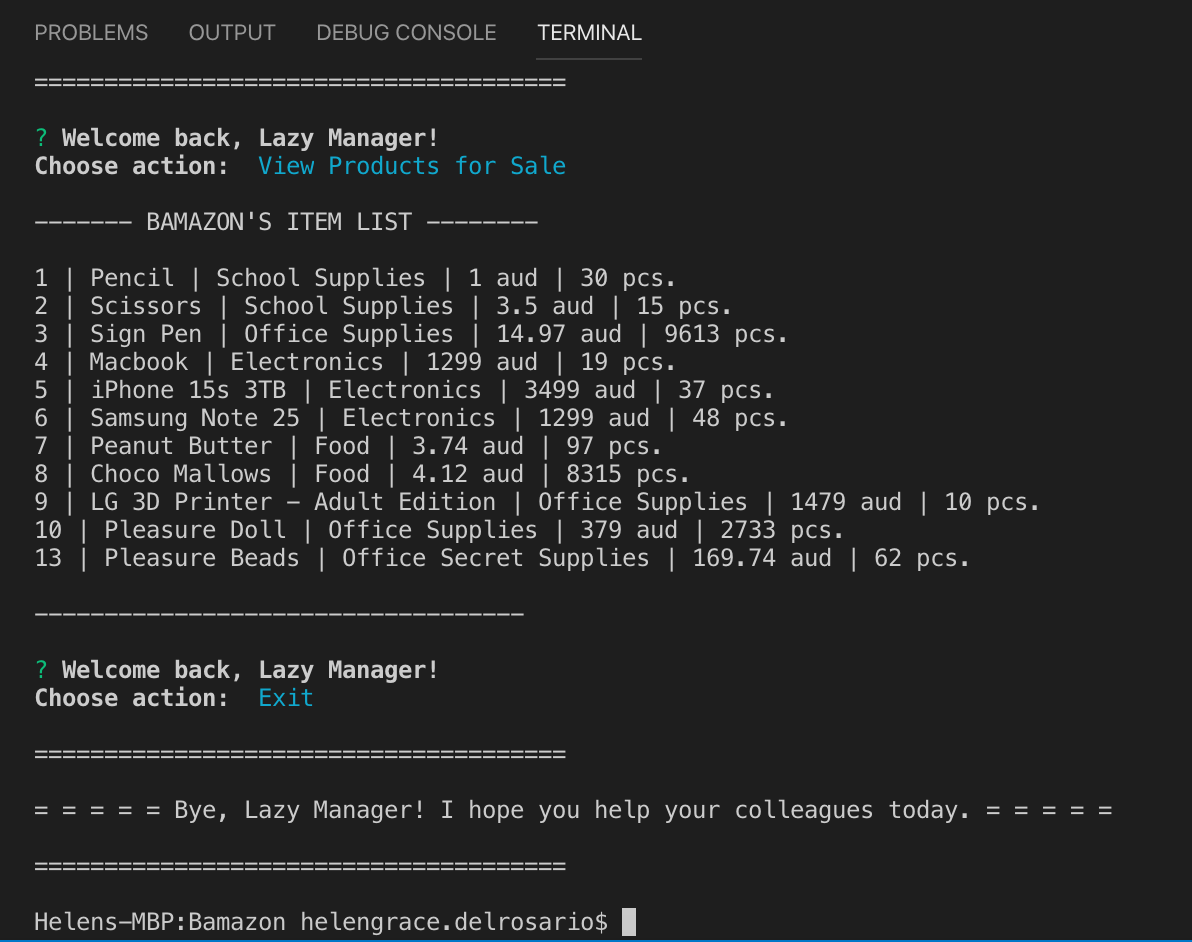 PROBLEMS OUTPUT DEBUG CONSOLE TERMINAL
======================================
? Welcome back, Lazy Manager!
Choose action:  View Products for Sale
------- BAMAZON'S ITEM LIST --------
1 | Pencil | School Supplies | 1 aud | 30 pcs.
2 | Scissors | School Supplies | 3.5 aud | 15 pcs.
3 | Sign Pen | Office Supplies | 14.97 aud | 9613 pcs.
4 | Macbook | Electronics | 1299 aud | 19 pcs.
5 | iPhone 15s 3TB | Electronics | 3499 aud | 37 pcs.
6 | Samsung Note 25 | Electronics | 1299 aud | 48 pcs.
7 | Peanut Butter | Food | 3.74 aud | 97 pcs.
8 | Choco Mallows | Food | 4.12 aud | 8315 pcs.
9 | LG 3D Printer - Adult Edition | Office Supplies | 1479 aud | 10 pcs.
10 | Pleasure Doll | Office Supplies | 379 aud | 2733 pcs.
13 | Pleasure Beads | Office Secret Supplies | 169.74 aud | 62 pcs.
-----------------------------------
? Welcome back, Lazy Manager!
Choose action:  Exit
======================================
= = = = = Bye, Lazy Manager! I hope you help your colleagues today. = = = = =
======================================
Helens-MBP:Bamazon helengrace.delrosario$